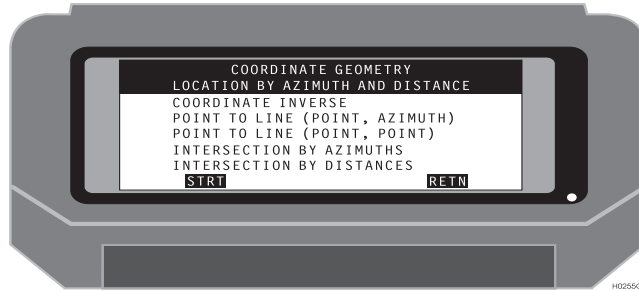 COORDINATE GEOMETRY
LOCATION BY AZIMUTH AND DISTANCE
COORDINATE INVERSE
POINT TO LINE (POINT, AZIMUTH)
POINT TO LINE (POINT, POINT)
INTERSECTION BY AZIMUTHS
INTERSECTION BY DISTANCES
STRT RETN